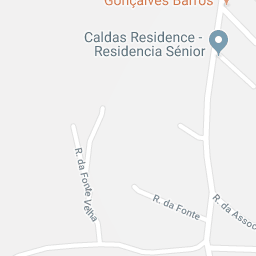 Gonçalves Barros
Caldas Residence -
Residencia Sénior
R. da Fonte Velha
R. da Fonte
R. da Assoc